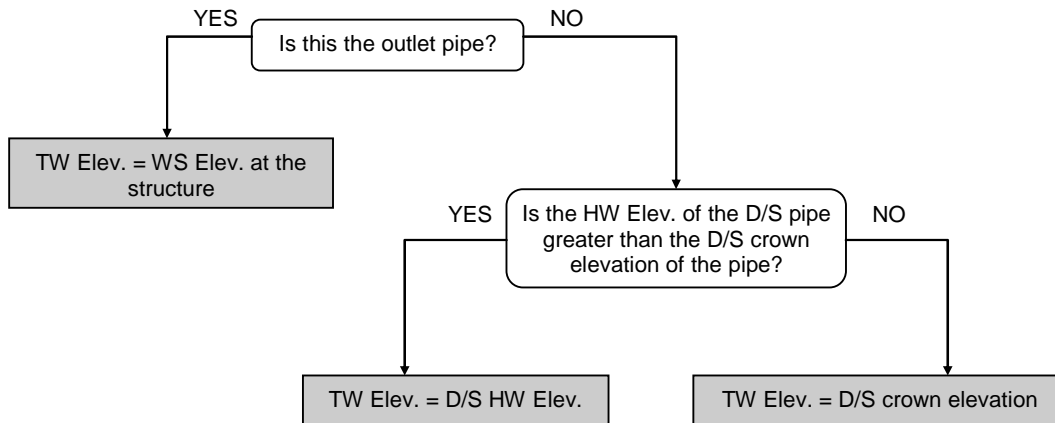 YES
Is this the outlet pipe?
NO
TW Elev. = WS Elev. at the
structure
YES
Is the HW Elev. of the D/S pipe
greater than the D/S crown
elevation of the pipe?
NO
TW Elev. = D/S HW Elev.
TW Elev. = D/S crown elevation